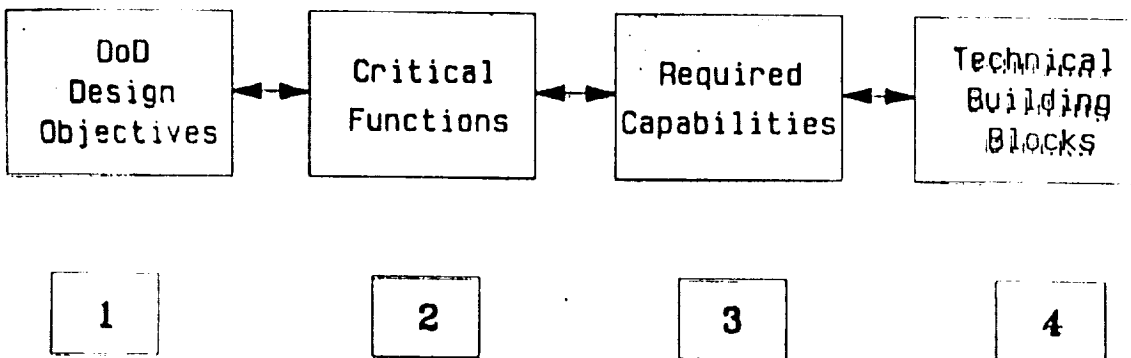 DoD
Design
Objectives
Critical
Functions
Required
Capabilities
Technical
Building
Blocks
1
2
3
4